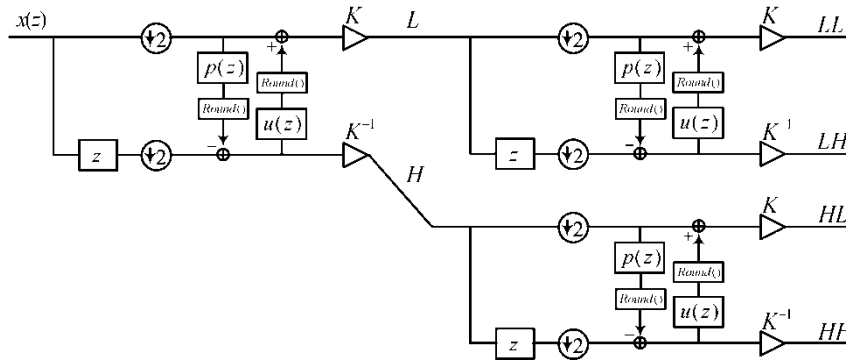 x(z) K L K LL
↓2 + ↓2 +
p(z) p(z)
Round() Round()
Round() Round()
u(z) u(z)
K⁻¹ K⁻¹ LH
z ↓2 − z ↓2 −
H
K HL
↓2 +
p(z)
Round()
Round()
u(z)
K⁻¹
z ↓2 − HH